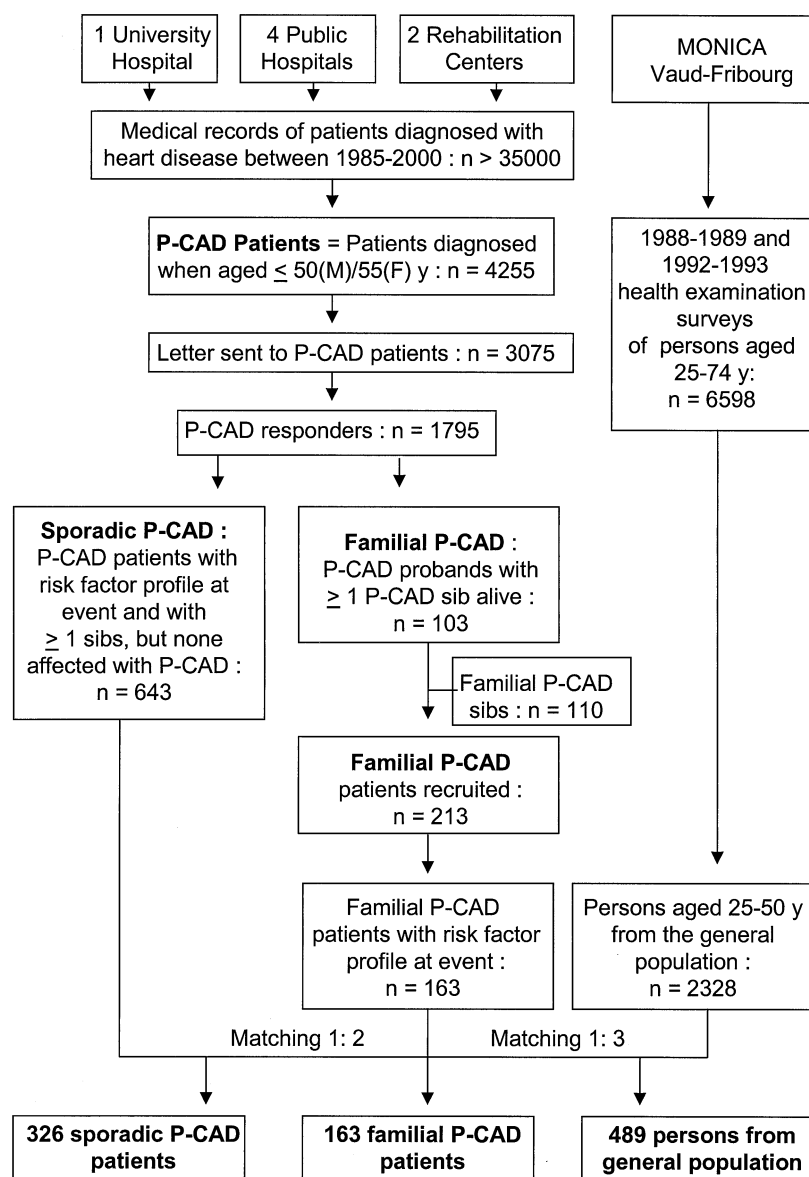 1 University
Hospital
4 Public
Hospitals
2 Rehabilitation
Centers
MONICA
Vaud-Fribourg
Medical records of patients diagnosed with
heart disease between 1985-2000 : n > 35000
P-CAD Patients = Patients diagnosed
when aged ≤ 50(M)/55(F) y : n = 4255
1988-1989 and
1992-1993
health examination
surveys
of persons aged
25-74 y:
n = 6598
Letter sent to P-CAD patients : n = 3075
P-CAD responders : n = 1795
Sporadic P-CAD :
P-CAD patients with
risk factor profile at
event and with
≥ 1 sibs, but none
affected with P-CAD :
n = 643
Familial P-CAD :
P-CAD probands with
≥ 1 P-CAD sib alive :
n = 103
Familial P-CAD
sibs : n = 110
Familial P-CAD
patients recruited :
n = 213
Familial P-CAD
patients with risk factor
profile at event :
n = 163
Persons aged 25-50 y
from the general
population :
n = 2328
Matching 1: 2
Matching 1: 3
326 sporadic P-CAD
patients
163 familial P-CAD
patients
489 persons from
general population